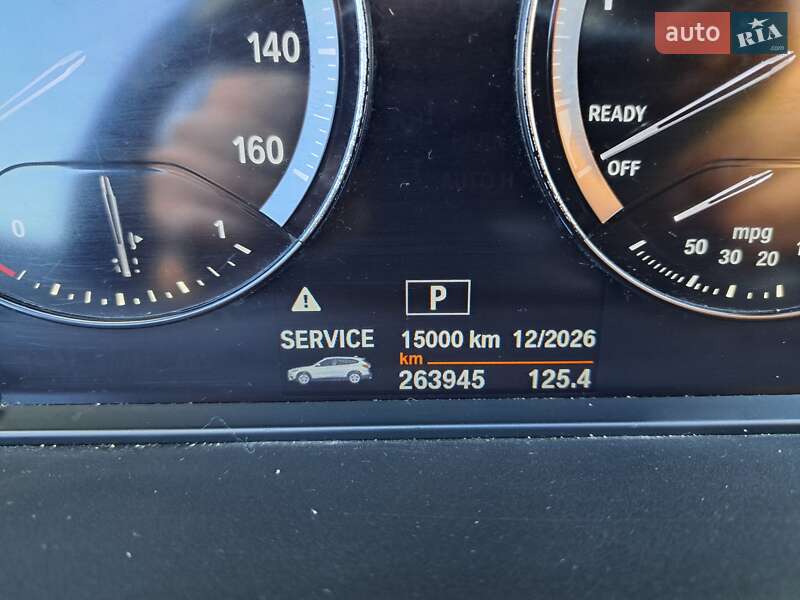 140
160
0
1
auto RIA
.com
READY
OFF
mpg
50
30
20
P
SERVICE
15000 km 12/2026
km
263945 125.4